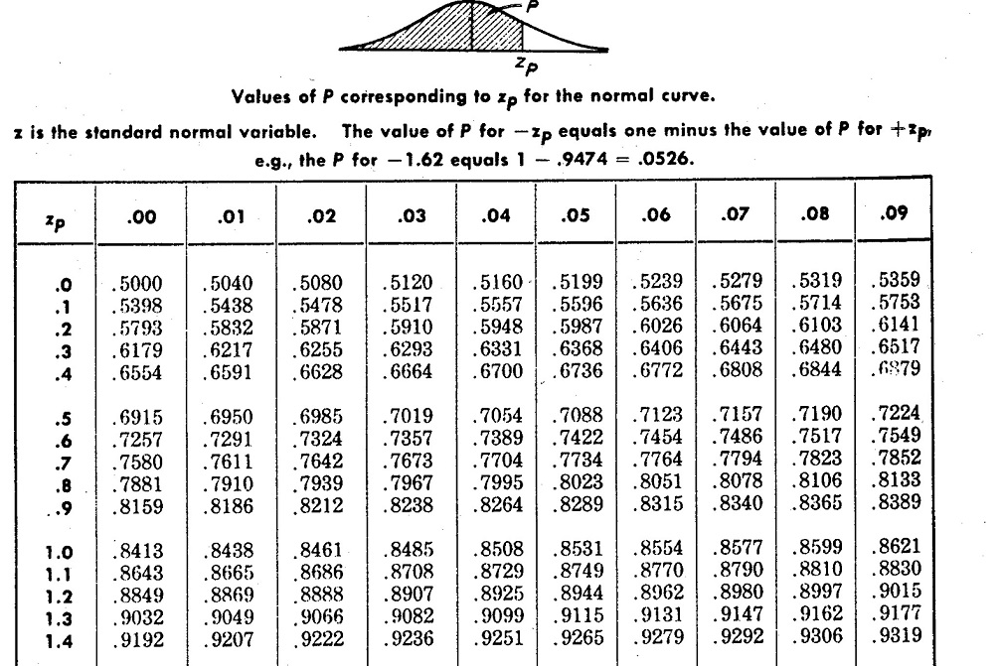 P
zp
Values of P corresponding to zp for the normal curve.
z is the standard normal variable. The value of P for −zp equals one minus the value of P for +zp,
e.g., the P for −1.62 equals 1 − .9474 = .0526.
zp .00 .01 .02 .03 .04 .05 .06 .07 .08 .09
.0 .5000 .5040 .5080 .5120 .5160 .5199 .5239 .5279 .5319 .5359
.1 .5398 .5438 .5478 .5517 .5557 .5596 .5636 .5675 .5714 .5753
.2 .5793 .5832 .5871 .5910 .5948 .5987 .6026 .6064 .6103 .6141
.3 .6179 .6217 .6255 .6293 .6331 .6368 .6406 .6443 .6480 .6517
.4 .6554 .6591 .6628 .6664 .6700 .6736 .6772 .6808 .6844 .6879
.5 .6915 .6950 .6985 .7019 .7054 .7088 .7123 .7157 .7190 .7224
.6 .7257 .7291 .7324 .7357 .7389 .7422 .7454 .7486 .7517 .7549
.7 .7580 .7611 .7642 .7673 .7704 .7734 .7764 .7794 .7823 .7852
.8 .7881 .7910 .7939 .7967 .7995 .8023 .8051 .8078 .8106 .8133
.9 .8159 .8186 .8212 .8238 .8264 .8289 .8315 .8340 .8365 .8389
1.0 .8413 .8438 .8461 .8485 .8508 .8531 .8554 .8577 .8599 .8621
1.1 .8643 .8665 .8686 .8708 .8729 .8749 .8770 .8790 .8810 .8830
1.2 .8849 .8869 .8888 .8907 .8925 .8944 .8962 .8980 .8997 .9015
1.3 .9032 .9049 .9066 .9082 .9099 .9115 .9131 .9147 .9162 .9177
1.4 .9192 .9207 .9222 .9236 .9251 .9265 .9279 .9292 .9306 .9319